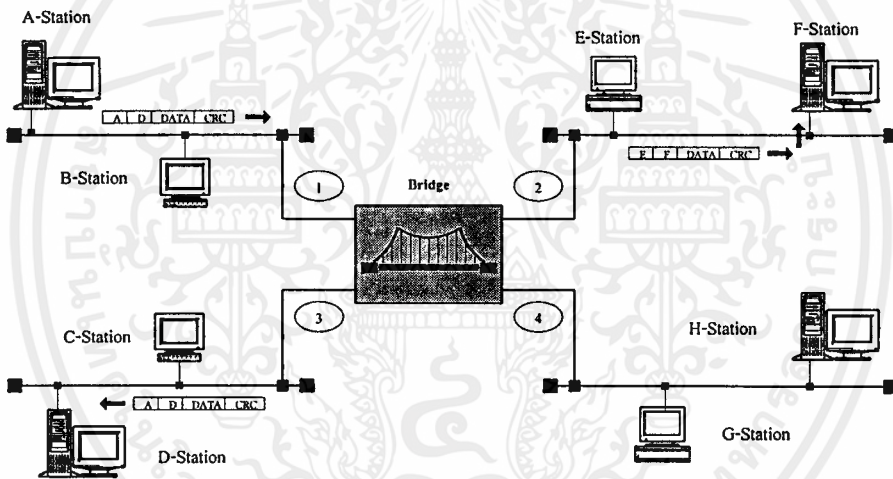 A-Station
E-Station
F-Station
A D DATA CRC
B-Station
E F DATA CRC
1
Bridge
2
3
4
C-Station
H-Station
A D DATA CRC
D-Station
G-Station